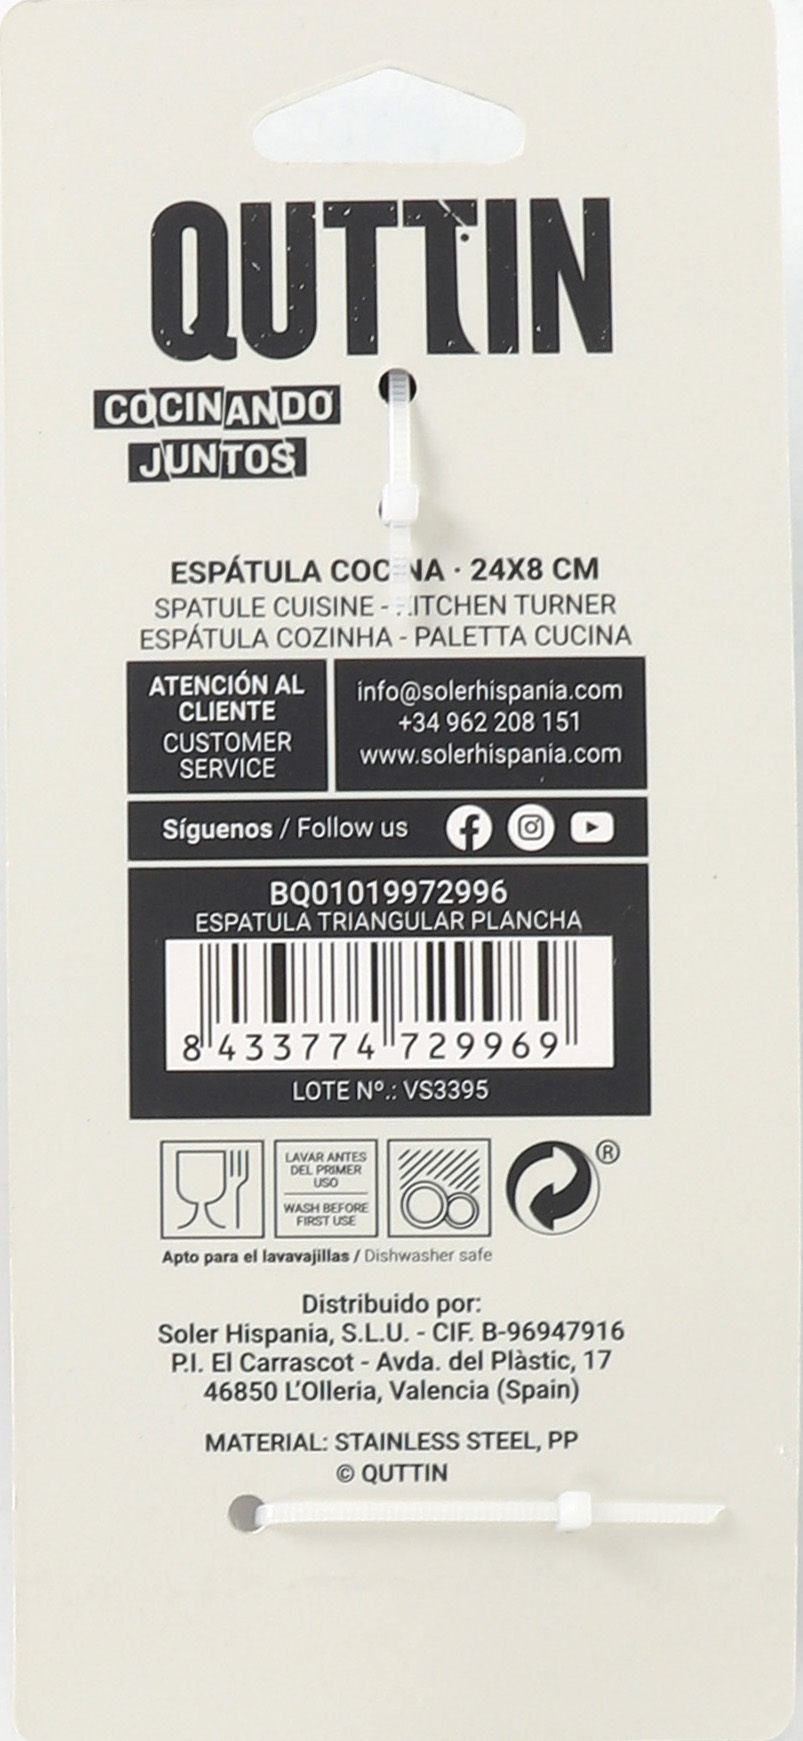 QUTTIN
COCINANDO
JUNTOS
ESPÁTULA COCINA · 24X8 CM
SPATULE CUISINE - KITCHEN TURNER
ESPÁTULA COZINHA - PALETTA CUCINA
ATENCIÓN AL
CLIENTE
CUSTOMER
SERVICE
info@solerhispania.com
+34 962 208 151
www.solerhispania.com
Síguenos / Follow us
BQ01019972996
ESPATULA TRIANGULAR PLANCHA
8 433774 729969
LOTE Nº.: VS3395
LAVAR ANTES
DEL PRIMER
USO
WASH BEFORE
FIRST USE
®
Apto para el lavavajillas / Dishwasher safe
Distribuido por:
Soler Hispania, S.L.U. - CIF. B-96947916
P.I. El Carrascot - Avda. del Plàstic, 17
46850 L'Olleria, Valencia (Spain)
MATERIAL: STAINLESS STEEL, PP
© QUTTIN